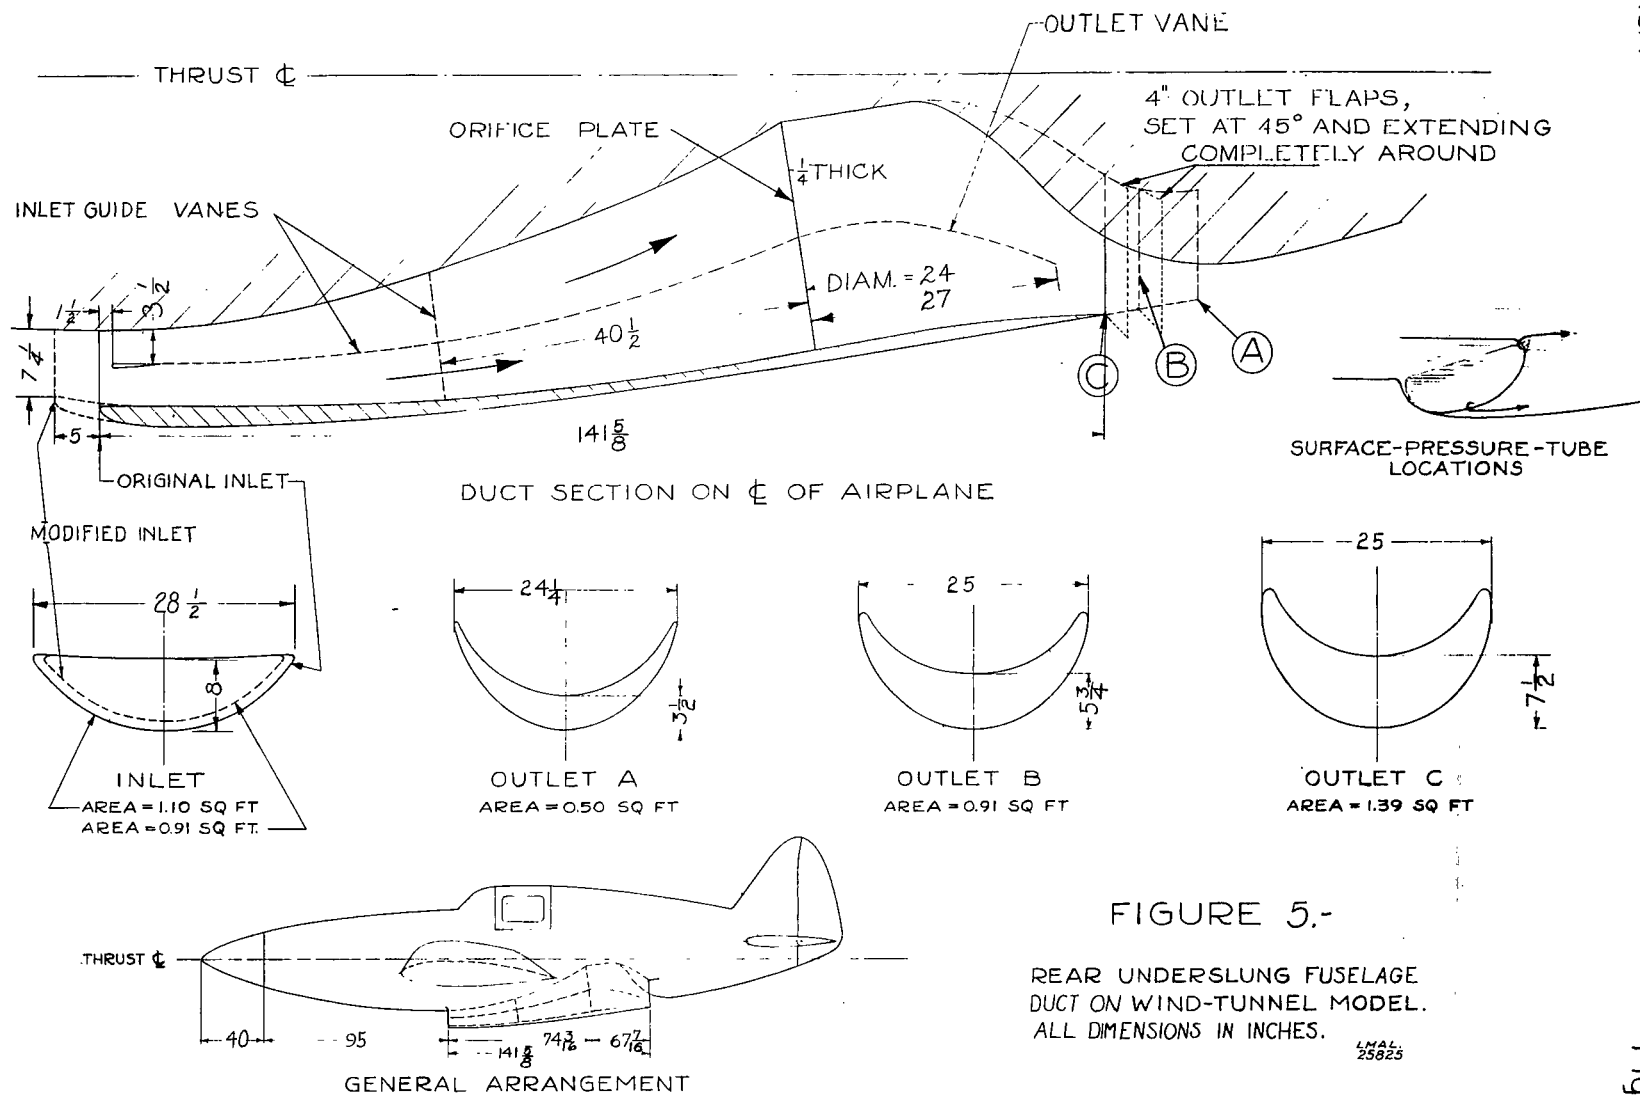 OUTLET VANE
THRUST ℄
4" OUTLET FLAPS,
SET AT 45° AND EXTENDING
COMPLETELY AROUND
ORIFICE PLATE
1/4 THICK
INLET GUIDE VANES
1 1/2
3 1/2
DIAM. = 24
27
40 1/2
7 1/4
A
B
C
5
141 5/8
SURFACE-PRESSURE-TUBE
LOCATIONS
ORIGINAL INLET
DUCT SECTION ON ℄ OF AIRPLANE
MODIFIED INLET
28 1/2
24 1/4
25
25
8
3 1/2
5 3/4
7 1/2
INLET
AREA = 1.10 SQ FT
AREA = 0.91 SQ FT.
OUTLET A
AREA = 0.50 SQ FT
OUTLET B
AREA = 0.91 SQ FT
OUTLET C
AREA = 1.39 SQ FT
THRUST ℄
40
95
74 3/16
67 7/16
141 5/8
GENERAL ARRANGEMENT
FIGURE 5.-
REAR UNDERSLUNG FUSELAGE
DUCT ON WIND-TUNNEL MODEL.
ALL DIMENSIONS IN INCHES.
LMAL.
25825